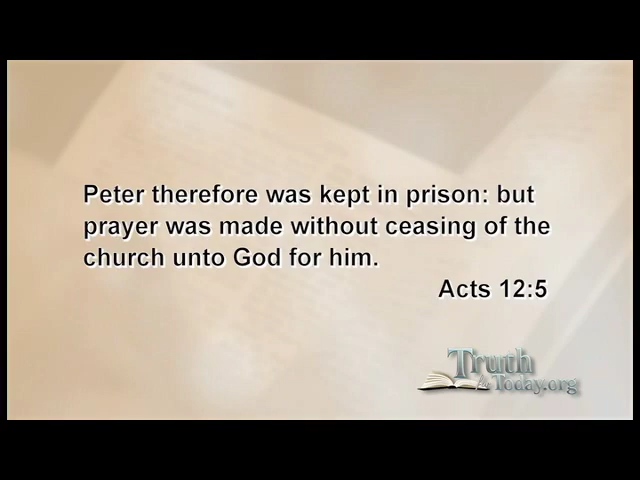 Peter therefore was kept in prison: but
prayer was made without ceasing of the
church unto God for him.
Acts 12:5
Truth
for Today.org